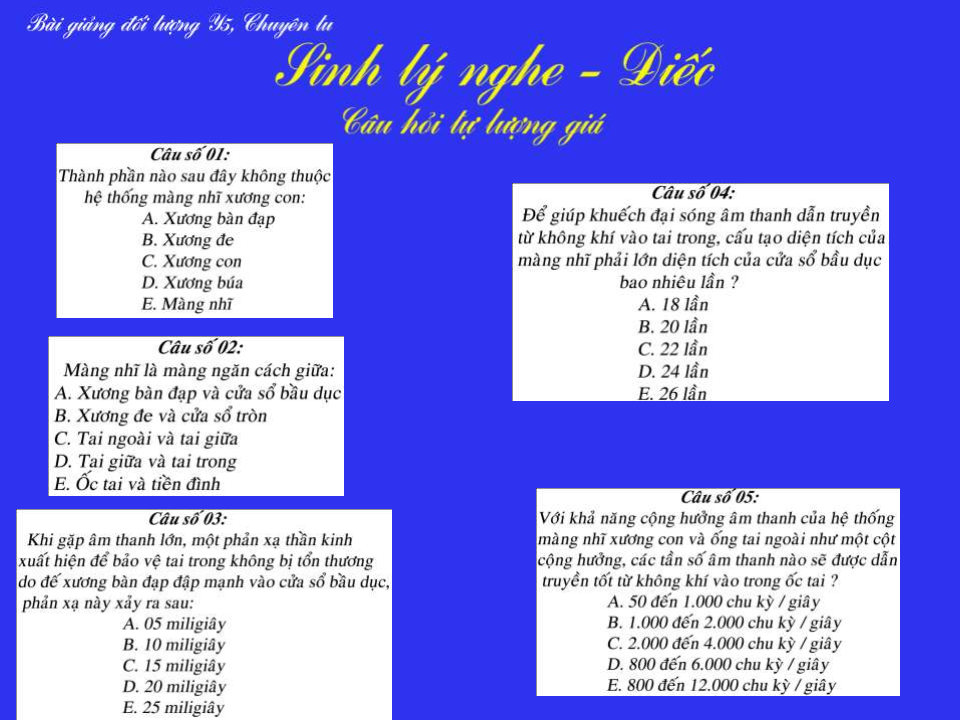 Bài giảng đối tượng Y5, Chuyên tu
Sinh lý nghe - Điếc
Câu hỏi tự lượng giá
Câu số 01:
Thành phần nào sau đây không thuộc
hệ thống màng nhĩ xương con:
A. Xương bàn đạp
B. Xương đe
C. Xương con
D. Xương búa
E. Màng nhĩ
Câu số 02:
Màng nhĩ là màng ngăn cách giữa:
A. Xương bàn đạp và cửa sổ bầu dục
B. Xương đe và cửa sổ tròn
C. Tai ngoài và tai giữa
D. Tai giữa và tai trong
E. Ốc tai và tiền đình
Câu số 03:
Khi gặp âm thanh lớn, một phản xạ thần kinh
xuất hiện để bảo vệ tai trong không bị tổn thương
do đế xương bàn đạp đập mạnh vào cửa sổ bầu dục,
phản xạ này xảy ra sau:
A. 05 miligiây
B. 10 miligiây
C. 15 miligiây
D. 20 miligiây
E. 25 miligiây
Câu số 04:
Để giúp khuếch đại sóng âm thanh dẫn truyền
từ không khí vào tai trong, cấu tạo diện tích của
màng nhĩ phải lớn diện tích của cửa sổ bầu dục
bao nhiêu lần ?
A. 18 lần
B. 20 lần
C. 22 lần
D. 24 lần
E. 26 lần
Câu số 05:
Với khả năng cộng hưởng âm thanh của hệ thống
màng nhĩ xương con và ống tai ngoài như một cột
cộng hưởng, các tần số âm thanh nào sẽ được dẫn
truyền tốt từ không khí vào trong ốc tai ?
A. 50 đến 1.000 chu kỳ / giây
B. 1.000 đến 2.000 chu kỳ / giây
C. 2.000 đến 4.000 chu kỳ / giây
D. 800 đến 6.000 chu kỳ / giây
E. 800 đến 12.000 chu kỳ / giây